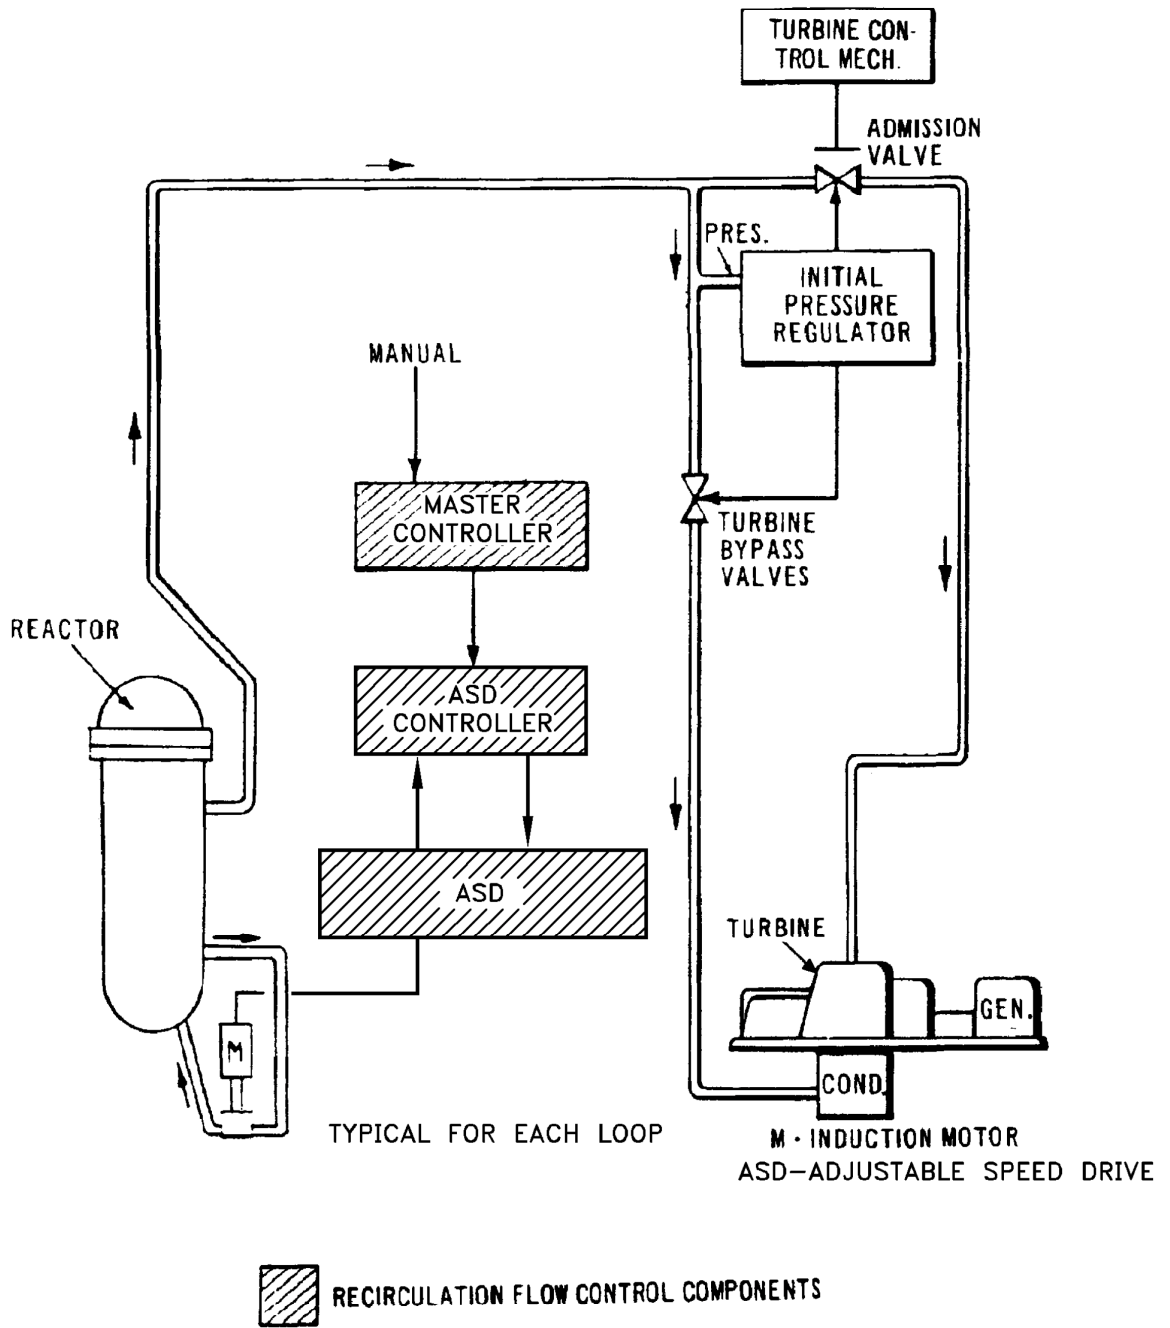 TURBINE CON-
TROL MECH.
ADMISSION
VALVE
PRES.
INITIAL
PRESSURE
REGULATOR
MANUAL
MASTER
CONTROLLER
TURBINE
BYPASS
VALVES
REACTOR
ASD
CONTROLLER
ASD
TURBINE
GEN.
M
COND.
TYPICAL FOR EACH LOOP
M · INDUCTION MOTOR
ASD-ADJUSTABLE SPEED DRIVE
RECIRCULATION FLOW CONTROL COMPONENTS